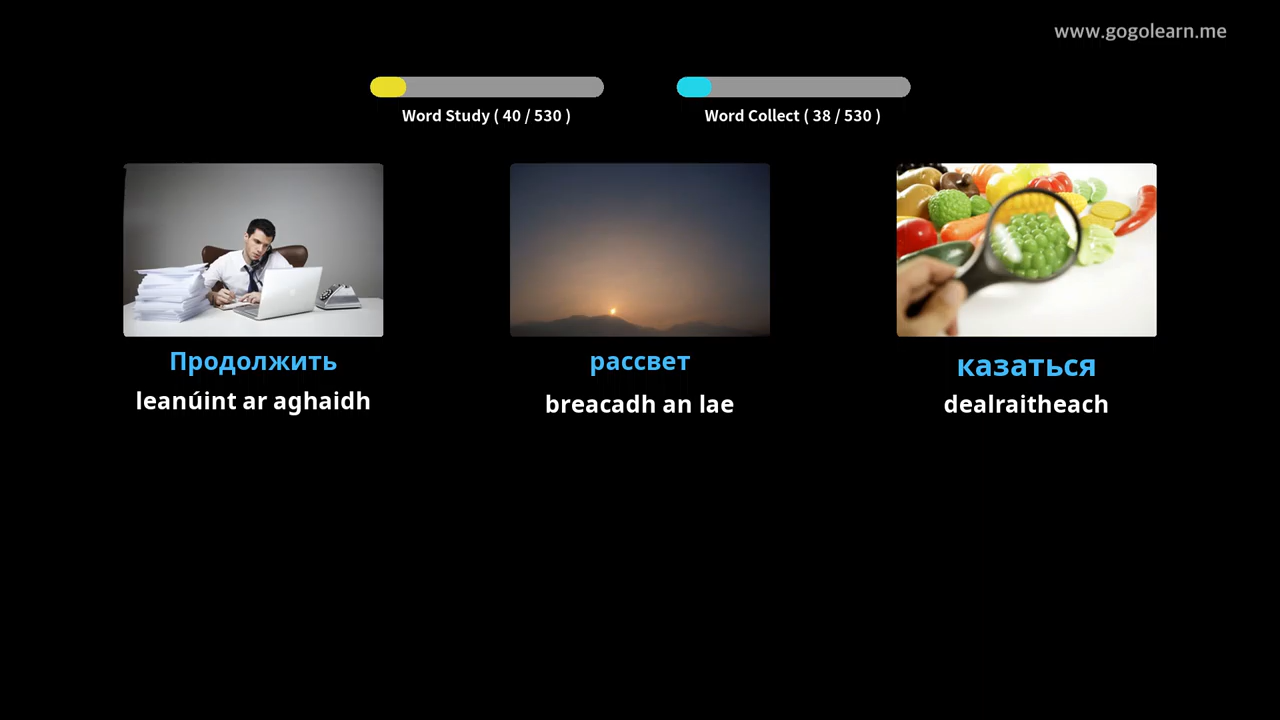 www.gogolearn.me
Word Study ( 40 / 530 )
Word Collect ( 38 / 530 )
Продолжить
leanúint ar aghaidh
рассвет
breacadh an lae
казаться
dealraitheach